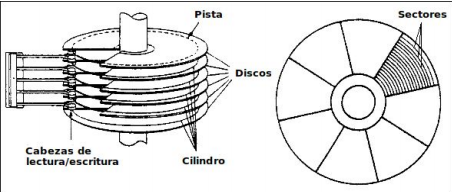 Pista
Sectores
Discos
Cabezas de
lectura/escritura
Cilindro